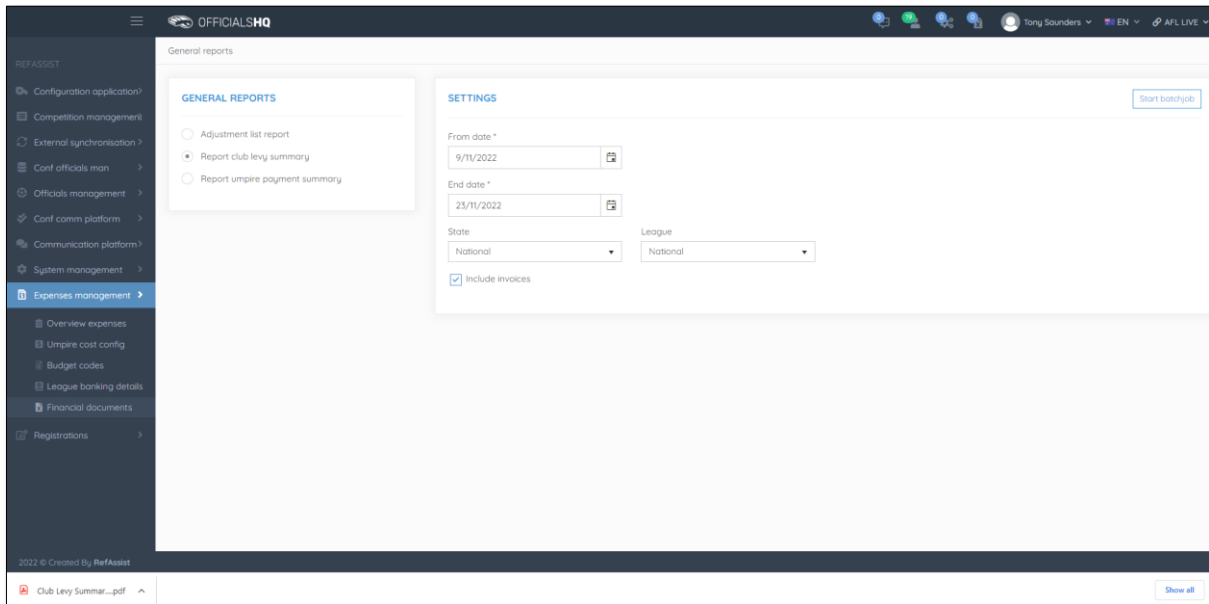 OFFICIALSHQ
0
79
0
0
Tony Saunders
EN
AFL LIVE
REFASSIST
Configuration application
Competition management
External synchronisation
Conf officials man
Officials management
Conf comm platform
Communication platform
System management
Expenses management
Overview expenses
Umpire cost config
Budget codes
League banking details
Financial documents
Registrations
General reports
GENERAL REPORTS
Adjustment list report
Report club levy summary
Report umpire payment summary
SETTINGS
Start batchjob
From date *
9/11/2022
End date *
23/11/2022
State League
National National
Include invoices
2022 © Created By RefAssist
Club Levy Summar....pdf
Show all